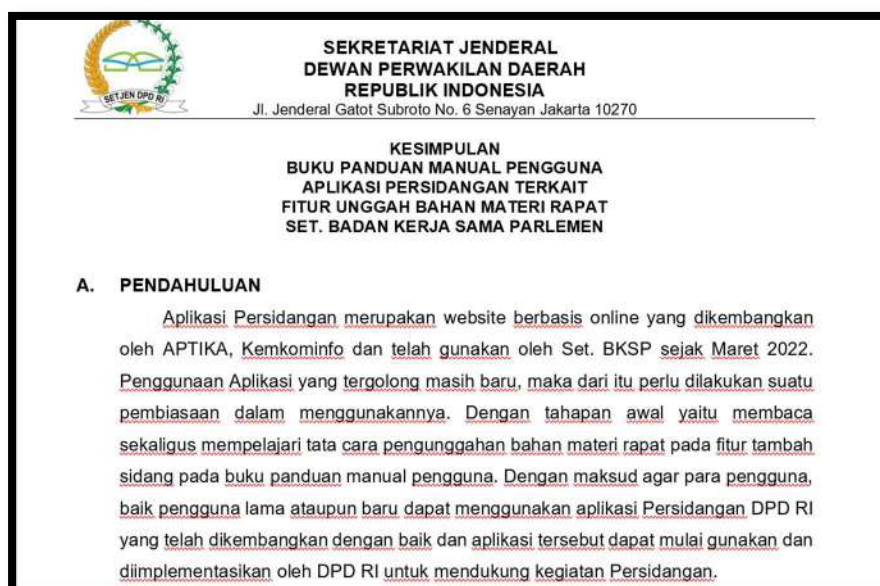 SETJEN DPD RI
SEKRETARIAT JENDERAL
DEWAN PERWAKILAN DAERAH
REPUBLIK INDONESIA
Jl. Jenderal Gatot Subroto No. 6 Senayan Jakarta 10270
KESIMPULAN
BUKU PANDUAN MANUAL PENGGUNA
APLIKASI PERSIDANGAN TERKAIT
FITUR UNGGAH BAHAN MATERI RAPAT
SET. BADAN KERJA SAMA PARLEMEN
A. PENDAHULUAN
Aplikasi Persidangan merupakan website berbasis online yang dikembangkan
oleh APTIKA, Kemkominfo dan telah gunakan oleh Set. BKSP sejak Maret 2022.
Penggunaan Aplikasi yang tergolong masih baru, maka dari itu perlu dilakukan suatu
pembiasaan dalam menggunakannya. Dengan tahapan awal yaitu membaca
sekaligus mempelajari tata cara pengunggahan bahan materi rapat pada fitur tambah
sidang pada buku panduan manual pengguna. Dengan maksud agar para pengguna,
baik pengguna lama ataupun baru dapat menggunakan aplikasi Persidangan DPD RI
yang telah dikembangkan dengan baik dan aplikasi tersebut dapat mulai gunakan dan
diimplementasikan oleh DPD RI untuk mendukung kegiatan Persidangan.